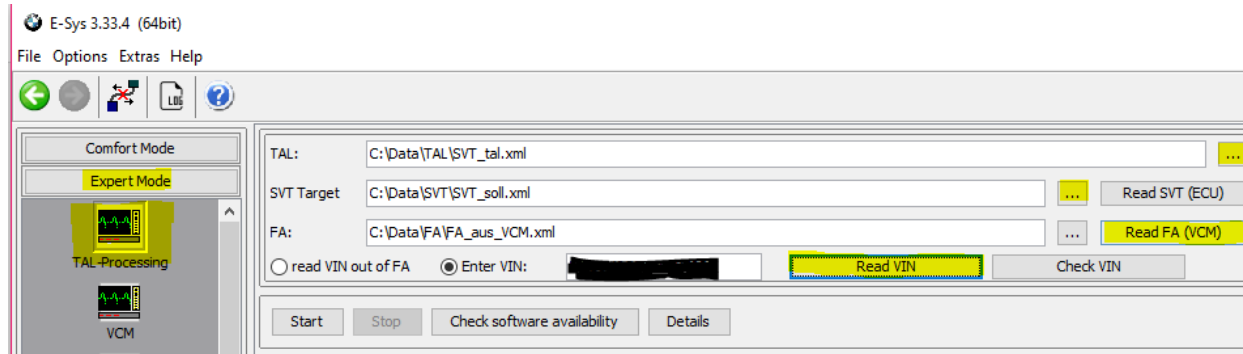 E-Sys 3.33.4 (64bit)
File Options Extras Help
LOG
Comfort Mode
Expert Mode
TAL-Processing
VCM
TAL: C:\Data\TAL\SVT_tal.xml ...
SVT Target C:\Data\SVT\SVT_soll.xml ... Read SVT (ECU)
FA: C:\Data\FA\FA_aus_VCM.xml ... Read FA (VCM)
read VIN out of FA Enter VIN: Read VIN Check VIN
Start Stop Check software availability Details